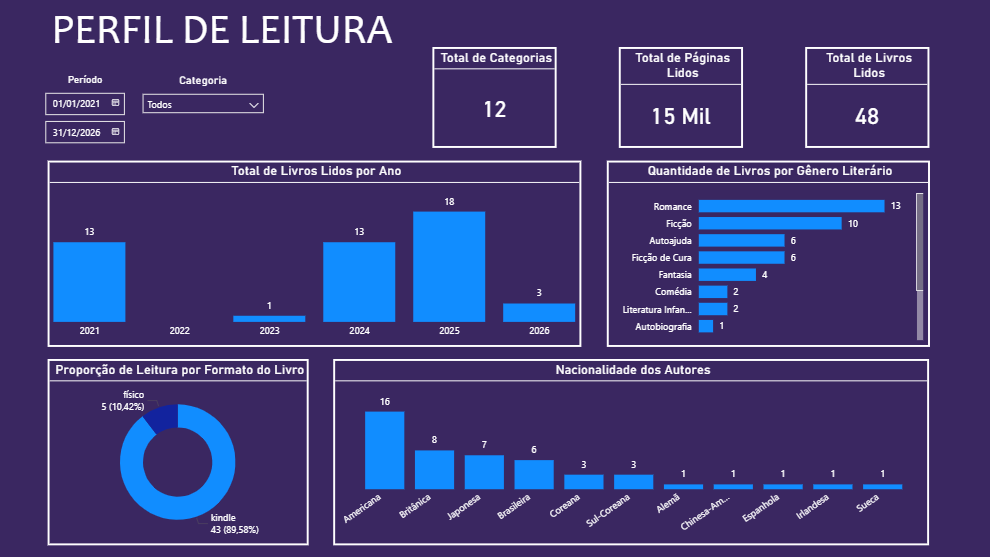 PERFIL DE LEITURA
Período
01/01/2021
31/12/2026
Categoria
Todos
Total de Categorias
12
Total de Páginas
Lidos
15 Mil
Total de Livros
Lidos
48
Total de Livros Lidos por Ano
13
1
13
18
3
2021
2022
2023
2024
2025
2026
Quantidade de Livros por Gênero Literário
Romance 13
Ficção 10
Autoajuda 6
Ficção de Cura 6
Fantasia 4
Comédia 2
Literatura Infan... 2
Autobiografia 1
Proporção de Leitura por Formato do Livro
físico
5 (10,42%)
kindle
43 (89,58%)
Nacionalidade dos Autores
16
8
7
6
3
3
1
1
1
1
1
Americana
Britânica
Japonesa
Brasileira
Coreana
Sul-Coreana
Alemã
Chinesa-Am...
Espanhola
Irlandesa
Sueca